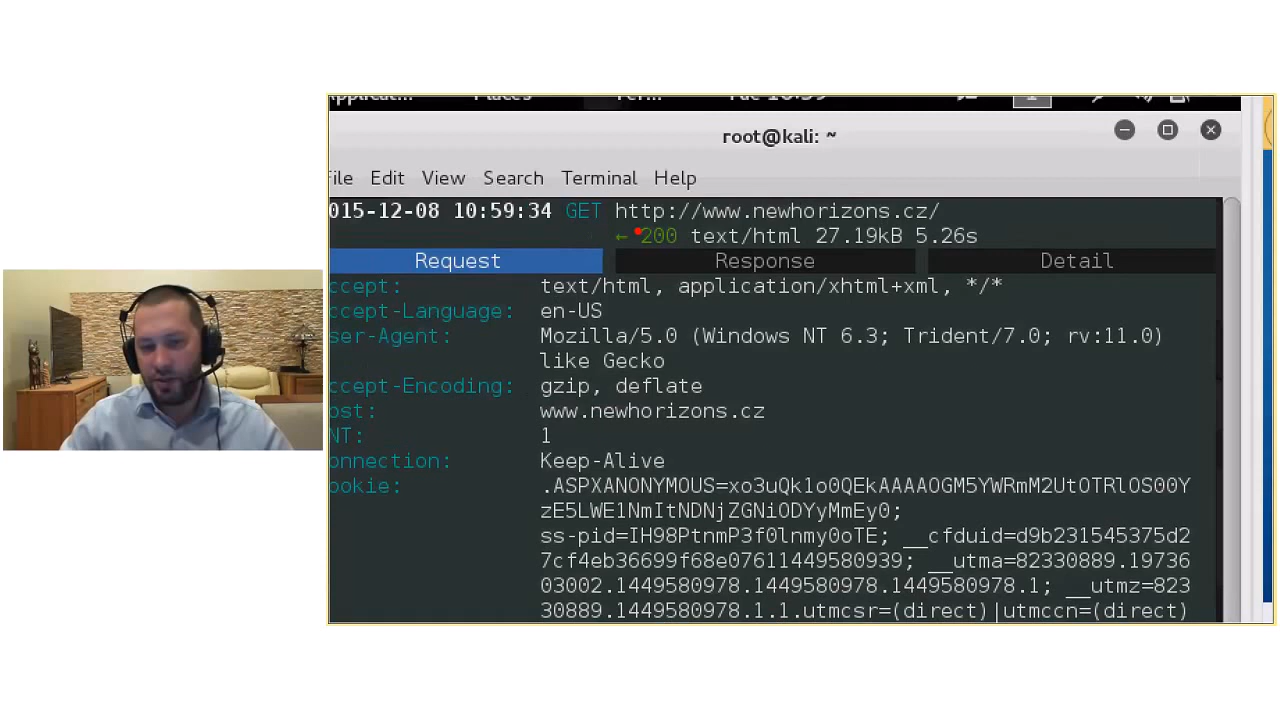 root@kali: ~
File Edit View Search Terminal Help
015-12-08 10:59:34 GET http://www.newhorizons.cz/
← 200 text/html 27.19kB 5.26s
Request Response Detail
ccept: text/html, application/xhtml+xml, */*
ccept-Language: en-US
ser-Agent: Mozilla/5.0 (Windows NT 6.3; Trident/7.0; rv:11.0)
like Gecko
ccept-Encoding: gzip, deflate
ost: www.newhorizons.cz
NT: 1
onnection: Keep-Alive
ookie: .ASPXANONYMOUS=xo3uQk1o0QEkAAAAOGM5YWRmM2UtOTRlOS00Y
zE5LWE1NmItNDNjZGNiODYyMmEy0;
ss-pid=IH98PtnmP3f0lnmy0oTE; __cfduid=d9b231545375d2
7cf4eb36699f68e07611449580939; __utma=82330889.19736
03002.1449580978.1449580978.1449580978.1; __utmz=823
30889.1449580978.1.1.utmcsr=(direct)|utmccn=(direct)